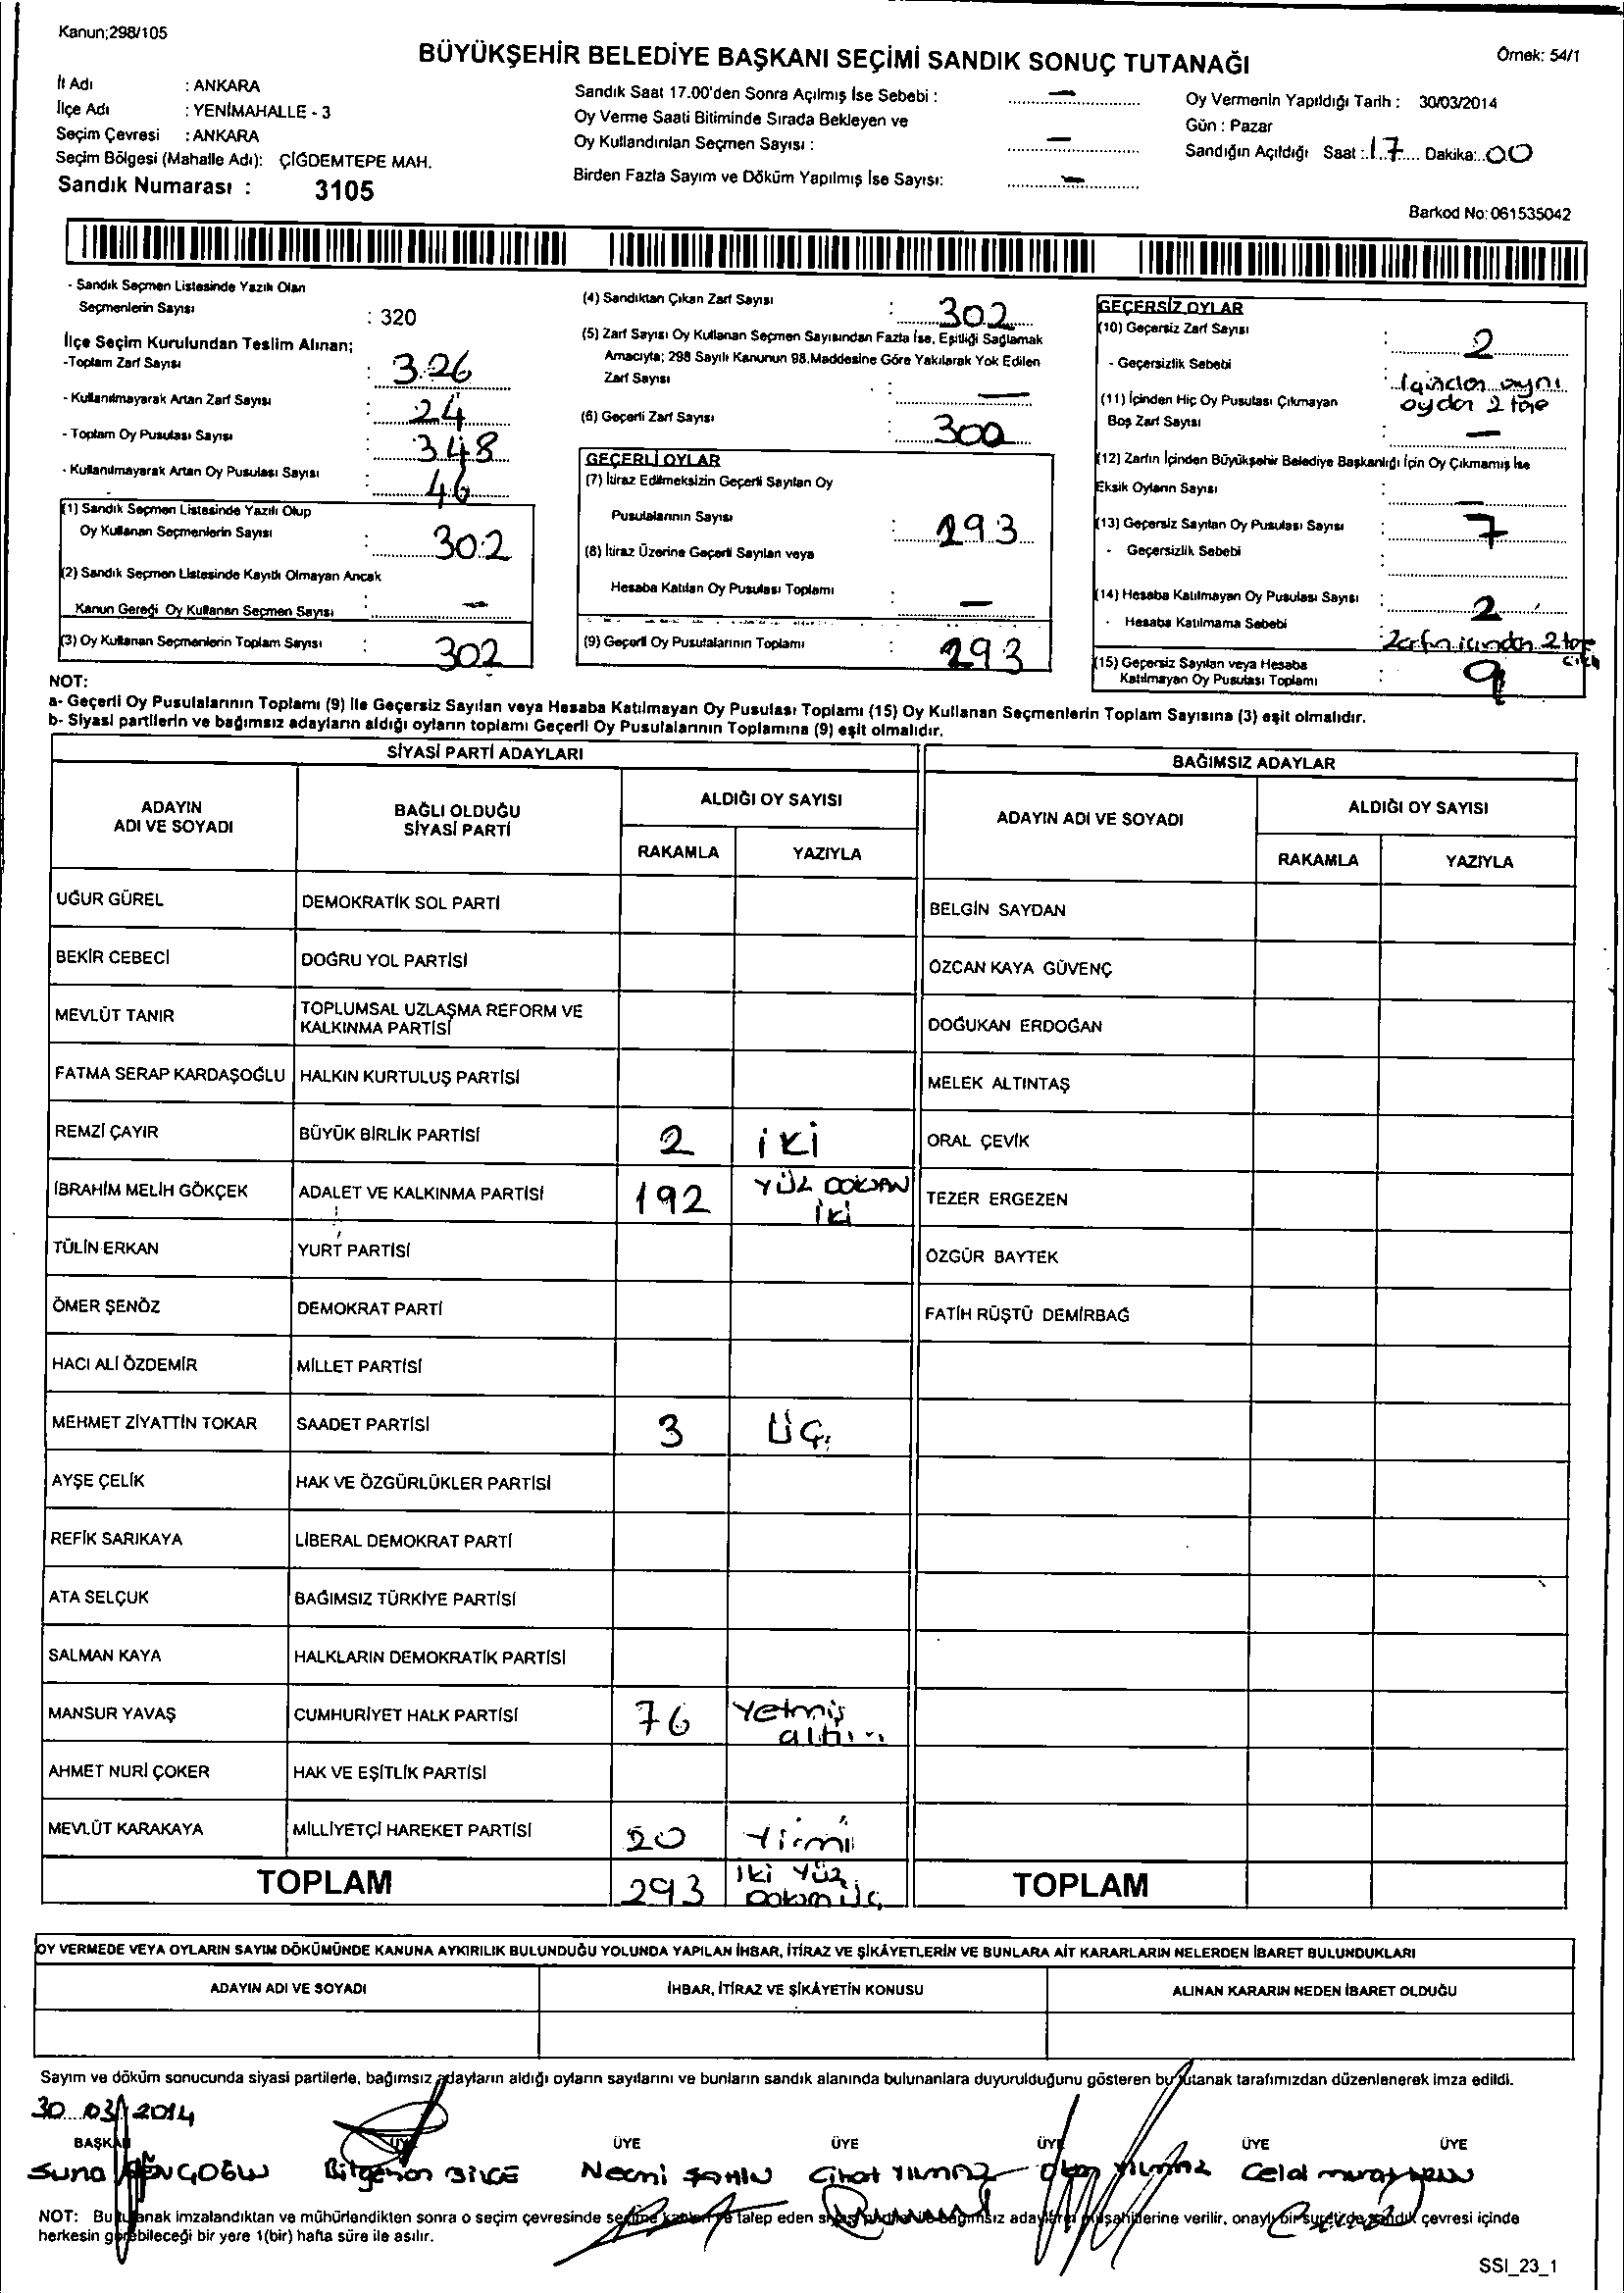 Kanun;298/105
BÜYÜKŞEHİR BELEDİYE BAŞKANI SEÇİMİ SANDIK SONUÇ TUTANAĞI
Örnek: 54/1
İl Adı : ANKARA
İlçe Adı : YENİMAHALLE - 3
Seçim Çevresi : ANKARA
Seçim Bölgesi (Mahalle Adı): ÇİĞDEMTEPE MAH.
Sandık Numarası : 3105
Sandık Saat 17.00'den Sonra Açılmış İse Sebebi : —
Oy Verme Saati Bitiminde Sırada Bekleyen ve
Oy Kullandırılan Seçmen Sayısı : —
Birden Fazla Sayım ve Döküm Yapılmış İse Sayısı: —
Oy Vermenin Yapıldığı Tarih : 30/03/2014
Gün : Pazar
Sandığın Açıldığı Saat : 17 Dakika: 00
Barkod No: 061535042
- Sandık Seçmen Listesinde Yazılı Olan
Seçmenlerin Sayısı : 320
İlçe Seçim Kurulundan Teslim Alınan;
-Toplam Zarf Sayısı : 326
- Kullanılmayarak Artan Zarf Sayısı : 24
- Toplam Oy Pusulası Sayısı : 348
- Kullanılmayarak Artan Oy Pusulası Sayısı : 46
(1) Sandık Seçmen Listesinde Yazılı Olup
Oy Kullanan Seçmenlerin Sayısı : 302
(2) Sandık Seçmen Listesinde Kayıtlı Olmayan Ancak
Kanun Gereği Oy Kullanan Seçmen Sayısı : —
(3) Oy Kullanan Seçmenlerin Toplam Sayısı : 302
(4) Sandıktan Çıkan Zarf Sayısı : 302
(5) Zarf Sayısı Oy Kullanan Seçmen Sayısından Fazla İse, Eşitliği Sağlamak
Amacıyla; 298 Sayılı Kanunun 98.Maddesine Göre Yakılarak Yok Edilen
Zarf Sayısı : —
(6) Geçerli Zarf Sayısı : 300
GEÇERLİ OYLAR
(7) İtiraz Edilmeksizin Geçerli Sayılan Oy
Pusulalarının Sayısı : 293
(8) İtiraz Üzerine Geçerli Sayılan veya
Hesaba Katılan Oy Pusulası Toplamı : —
(9) Geçerli Oy Pusulalarının Toplamı : 293
GEÇERSİZ OYLAR
(10) Geçersiz Zarf Sayısı : 2
- Geçersizlik Sebebi : İçinden aynı
oydan 2 tane
(11) İçinden Hiç Oy Pusulası Çıkmayan
Boş Zarf Sayısı : —
(12) Zarfın İçinden Büyükşehir Belediye Başkanlığı İçin Oy Çıkmamış İse
Eksik Oyların Sayısı : —
(13) Geçersiz Sayılan Oy Pusulası Sayısı : 7
- Geçersizlik Sebebi :
(14) Hesaba Katılmayan Oy Pusulası Sayısı : 2
- Hesaba Katılmama Sebebi : Zarfın içinden 2 tane
(15) Geçersiz Sayılan veya Hesaba
Katılmayan Oy Pusulası Toplamı : 9
NOT:
a- Geçerli Oy Pusulalarının Toplamı (9) İle Geçersiz Sayılan veya Hesaba Katılmayan Oy Pusulası Toplamı (15) Oy Kullanan Seçmenlerin Toplam Sayısına (3) eşit olmalıdır.
b- Siyasi partilerin ve bağımsız adayların aldığı oyların toplamı Geçerli Oy Pusulalarının Toplamına (9) eşit olmalıdır.
SİYASİ PARTİ ADAYLARI BAĞIMSIZ ADAYLAR
ADAYIN ADI VE SOYADI BAĞLI OLDUĞU SİYASİ PARTİ ALDIĞI OY SAYISI ADAYIN ADI VE SOYADI ALDIĞI OY SAYISI
RAKAMLA YAZIYLA RAKAMLA YAZIYLA
UĞUR GÜREL DEMOKRATİK SOL PARTİ BELGİN SAYDAN
BEKİR CEBECİ DOĞRU YOL PARTİSİ ÖZCAN KAYA GÜVENÇ
MEVLÜT TANIR TOPLUMSAL UZLAŞMA REFORM VE KALKINMA PARTİSİ DOĞUKAN ERDOĞAN
FATMA SERAP KARDAŞOĞLU HALKIN KURTULUŞ PARTİSİ MELEK ALTINTAŞ
REMZİ ÇAYIR BÜYÜK BİRLİK PARTİSİ 2 iki ORAL ÇEVİK
İBRAHİM MELİH GÖKÇEK ADALET VE KALKINMA PARTİSİ 192 YÜZ DOKSAN iki TEZER ERGEZEN
TÜLİN ERKAN YURT PARTİSİ ÖZGÜR BAYTEK
ÖMER ŞENÖZ DEMOKRAT PARTİ FATİH RÜŞTÜ DEMİRBAĞ
HACI ALİ ÖZDEMİR MİLLET PARTİSİ
MEHMET ZİYATTİN TOKAR SAADET PARTİSİ 3 ÜÇ
AYŞE ÇELİK HAK VE ÖZGÜRLÜKLER PARTİSİ
REFİK SARIKAYA LİBERAL DEMOKRAT PARTİ
ATA SELÇUK BAĞIMSIZ TÜRKİYE PARTİSİ
SALMAN KAYA HALKLARIN DEMOKRATİK PARTİSİ
MANSUR YAVAŞ CUMHURİYET HALK PARTİSİ 76 Yetmiş altı
AHMET NURİ ÇOKER HAK VE EŞİTLİK PARTİSİ
MEVLÜT KARAKAYA MİLLİYETÇİ HAREKET PARTİSİ 20 Yirmi
TOPLAM 293 iki YÜZ Doksan üç TOPLAM
OY VERMEDE VEYA OYLARIN SAYIM DÖKÜMÜNDE KANUNA AYKIRILIK BULUNDUĞU YOLUNDA YAPILAN İHBAR, İTİRAZ VE ŞİKÂYETLERİN VE BUNLARA AİT KARARLARIN NELERDEN İBARET BULUNDUKLARI
ADAYIN ADI VE SOYADI İHBAR, İTİRAZ VE ŞİKÂYETİN KONUSU ALINAN KARARIN NEDEN İBARET OLDUĞU
Sayım ve döküm sonucunda siyasi partilerle, bağımsız adayların aldığı oyların sayılarını ve bunların sandık alanında bulunanlara duyurulduğunu gösteren bu tutanak tarafımızdan düzenlenerek imza edildi.
30 03 2014
BAŞKAN ÜYE ÜYE ÜYE ÜYE ÜYE ÜYE
Suna Bilgehan BİLGE Necmi ŞAHİN Cihat YILMAZ Okan YILMAZ Celal
NOT: Bu tutanak imzalandıktan ve mühürlendikten sonra o seçim çevresinde seçime katılan ve talep eden siyasi partilerle bağımsız adayların müşahitlerine verilir, onaylı bir sureti de sandık çevresi içinde
herkesin görebileceği bir yere 1(bir) hafta süre ile asılır.
SSI_23_1